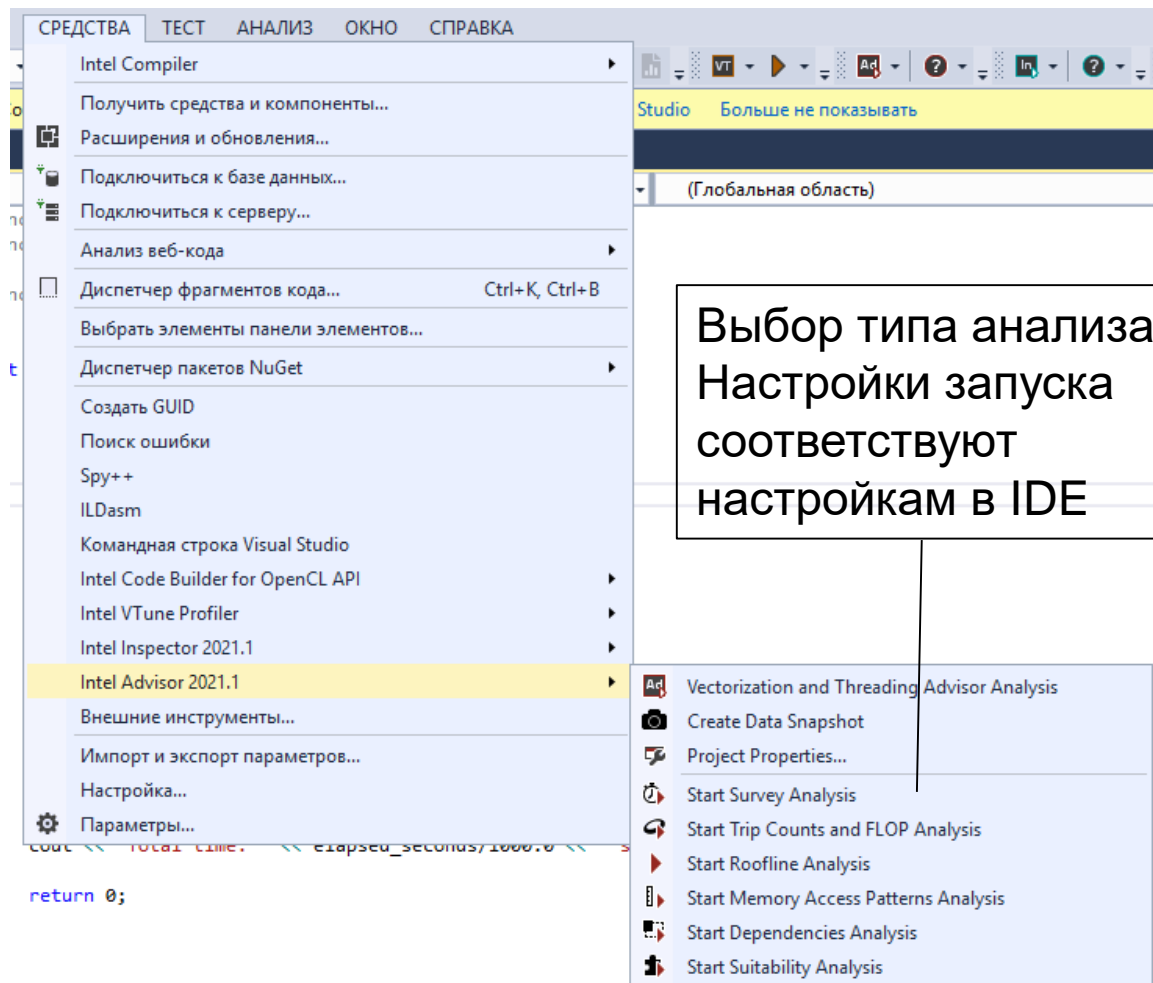 СРЕДСТВА ТЕСТ АНАЛИЗ ОКНО СПРАВКА
Intel Compiler
Получить средства и компоненты...
Studio Больше не показывать
Расширения и обновления...
Подключиться к базе данных...
(Глобальная область)
Подключиться к серверу...
Анализ веб-кода
Диспетчер фрагментов кода... Ctrl+K, Ctrl+B
Выбрать элементы панели элементов...
Диспетчер пакетов NuGet
Создать GUID
Поиск ошибки
Spy++
ILDasm
Командная строка Visual Studio
Intel Code Builder for OpenCL API
Intel VTune Profiler
Intel Inspector 2021.1
Intel Advisor 2021.1
Внешние инструменты...
Импорт и экспорт параметров...
Настройка...
Параметры...
Выбор типа анализа
Настройки запуска
соответствуют
настройкам в IDE
Vectorization and Threading Advisor Analysis
Create Data Snapshot
Project Properties...
Start Survey Analysis
Start Trip Counts and FLOP Analysis
Start Roofline Analysis
Start Memory Access Patterns Analysis
Start Dependencies Analysis
Start Suitability Analysis
cout << "Total time: " << elapsed_seconds/1000.0 << " s
return 0;